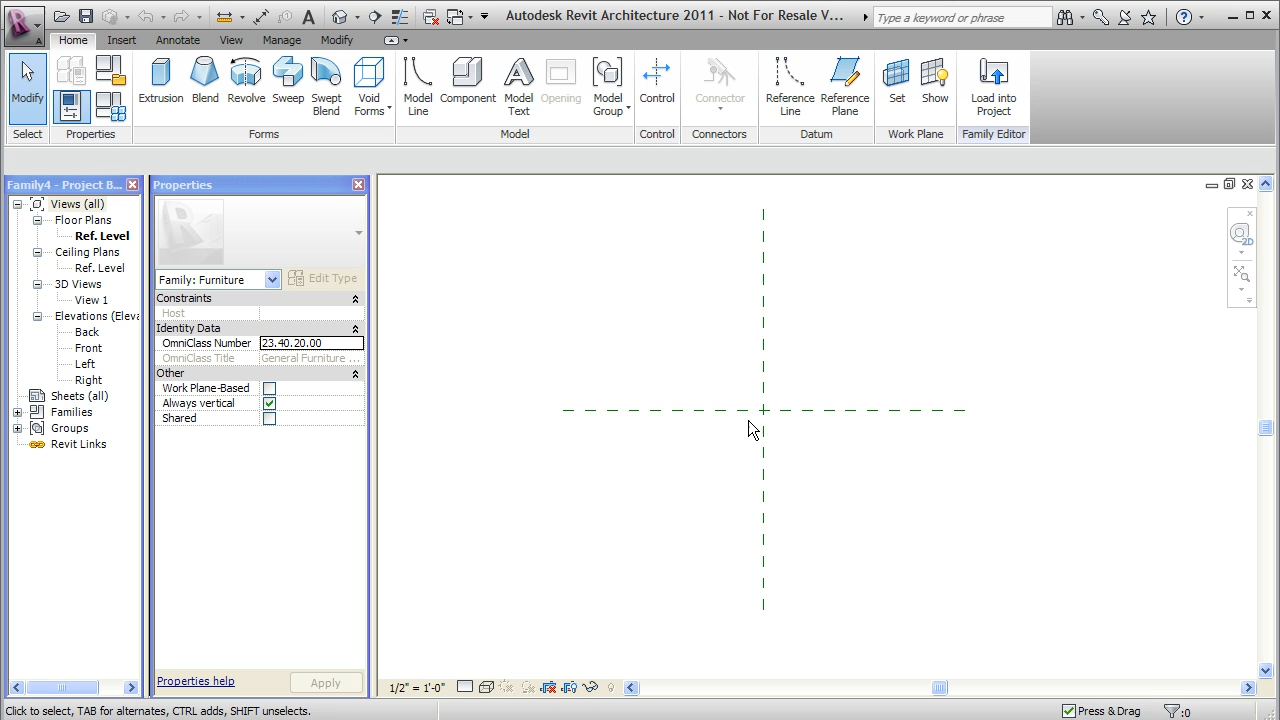 Autodesk Revit Architecture 2011 - Not For Resale V...
Type a keyword or phrase
Home Insert Annotate View Manage Modify
Modify
Extrusion Blend Revolve Sweep Swept Blend Void Forms
Model Line Component Model Text Opening Model Group
Control Connector Reference Line Reference Plane Set Show Load into Project
Select Properties Forms Model Control Connectors Datum Work Plane Family Editor
Family4 - Project B...
Views (all)
Floor Plans
Ref. Level
Ceiling Plans
Ref. Level
3D Views
View 1
Elevations (Eleva
Back
Front
Left
Right
Sheets (all)
Families
Groups
Revit Links
Properties
R1
Family: Furniture Edit Type
Constraints
Host
Identity Data
OmniClass Number 23.40.20.00
OmniClass Title General Furniture ...
Other
Work Plane-Based
Always vertical
Shared
Properties help Apply
2D
1/2" = 1'-0"
Click to select, TAB for alternates, CTRL adds, SHIFT unselects.
Press & Drag :0